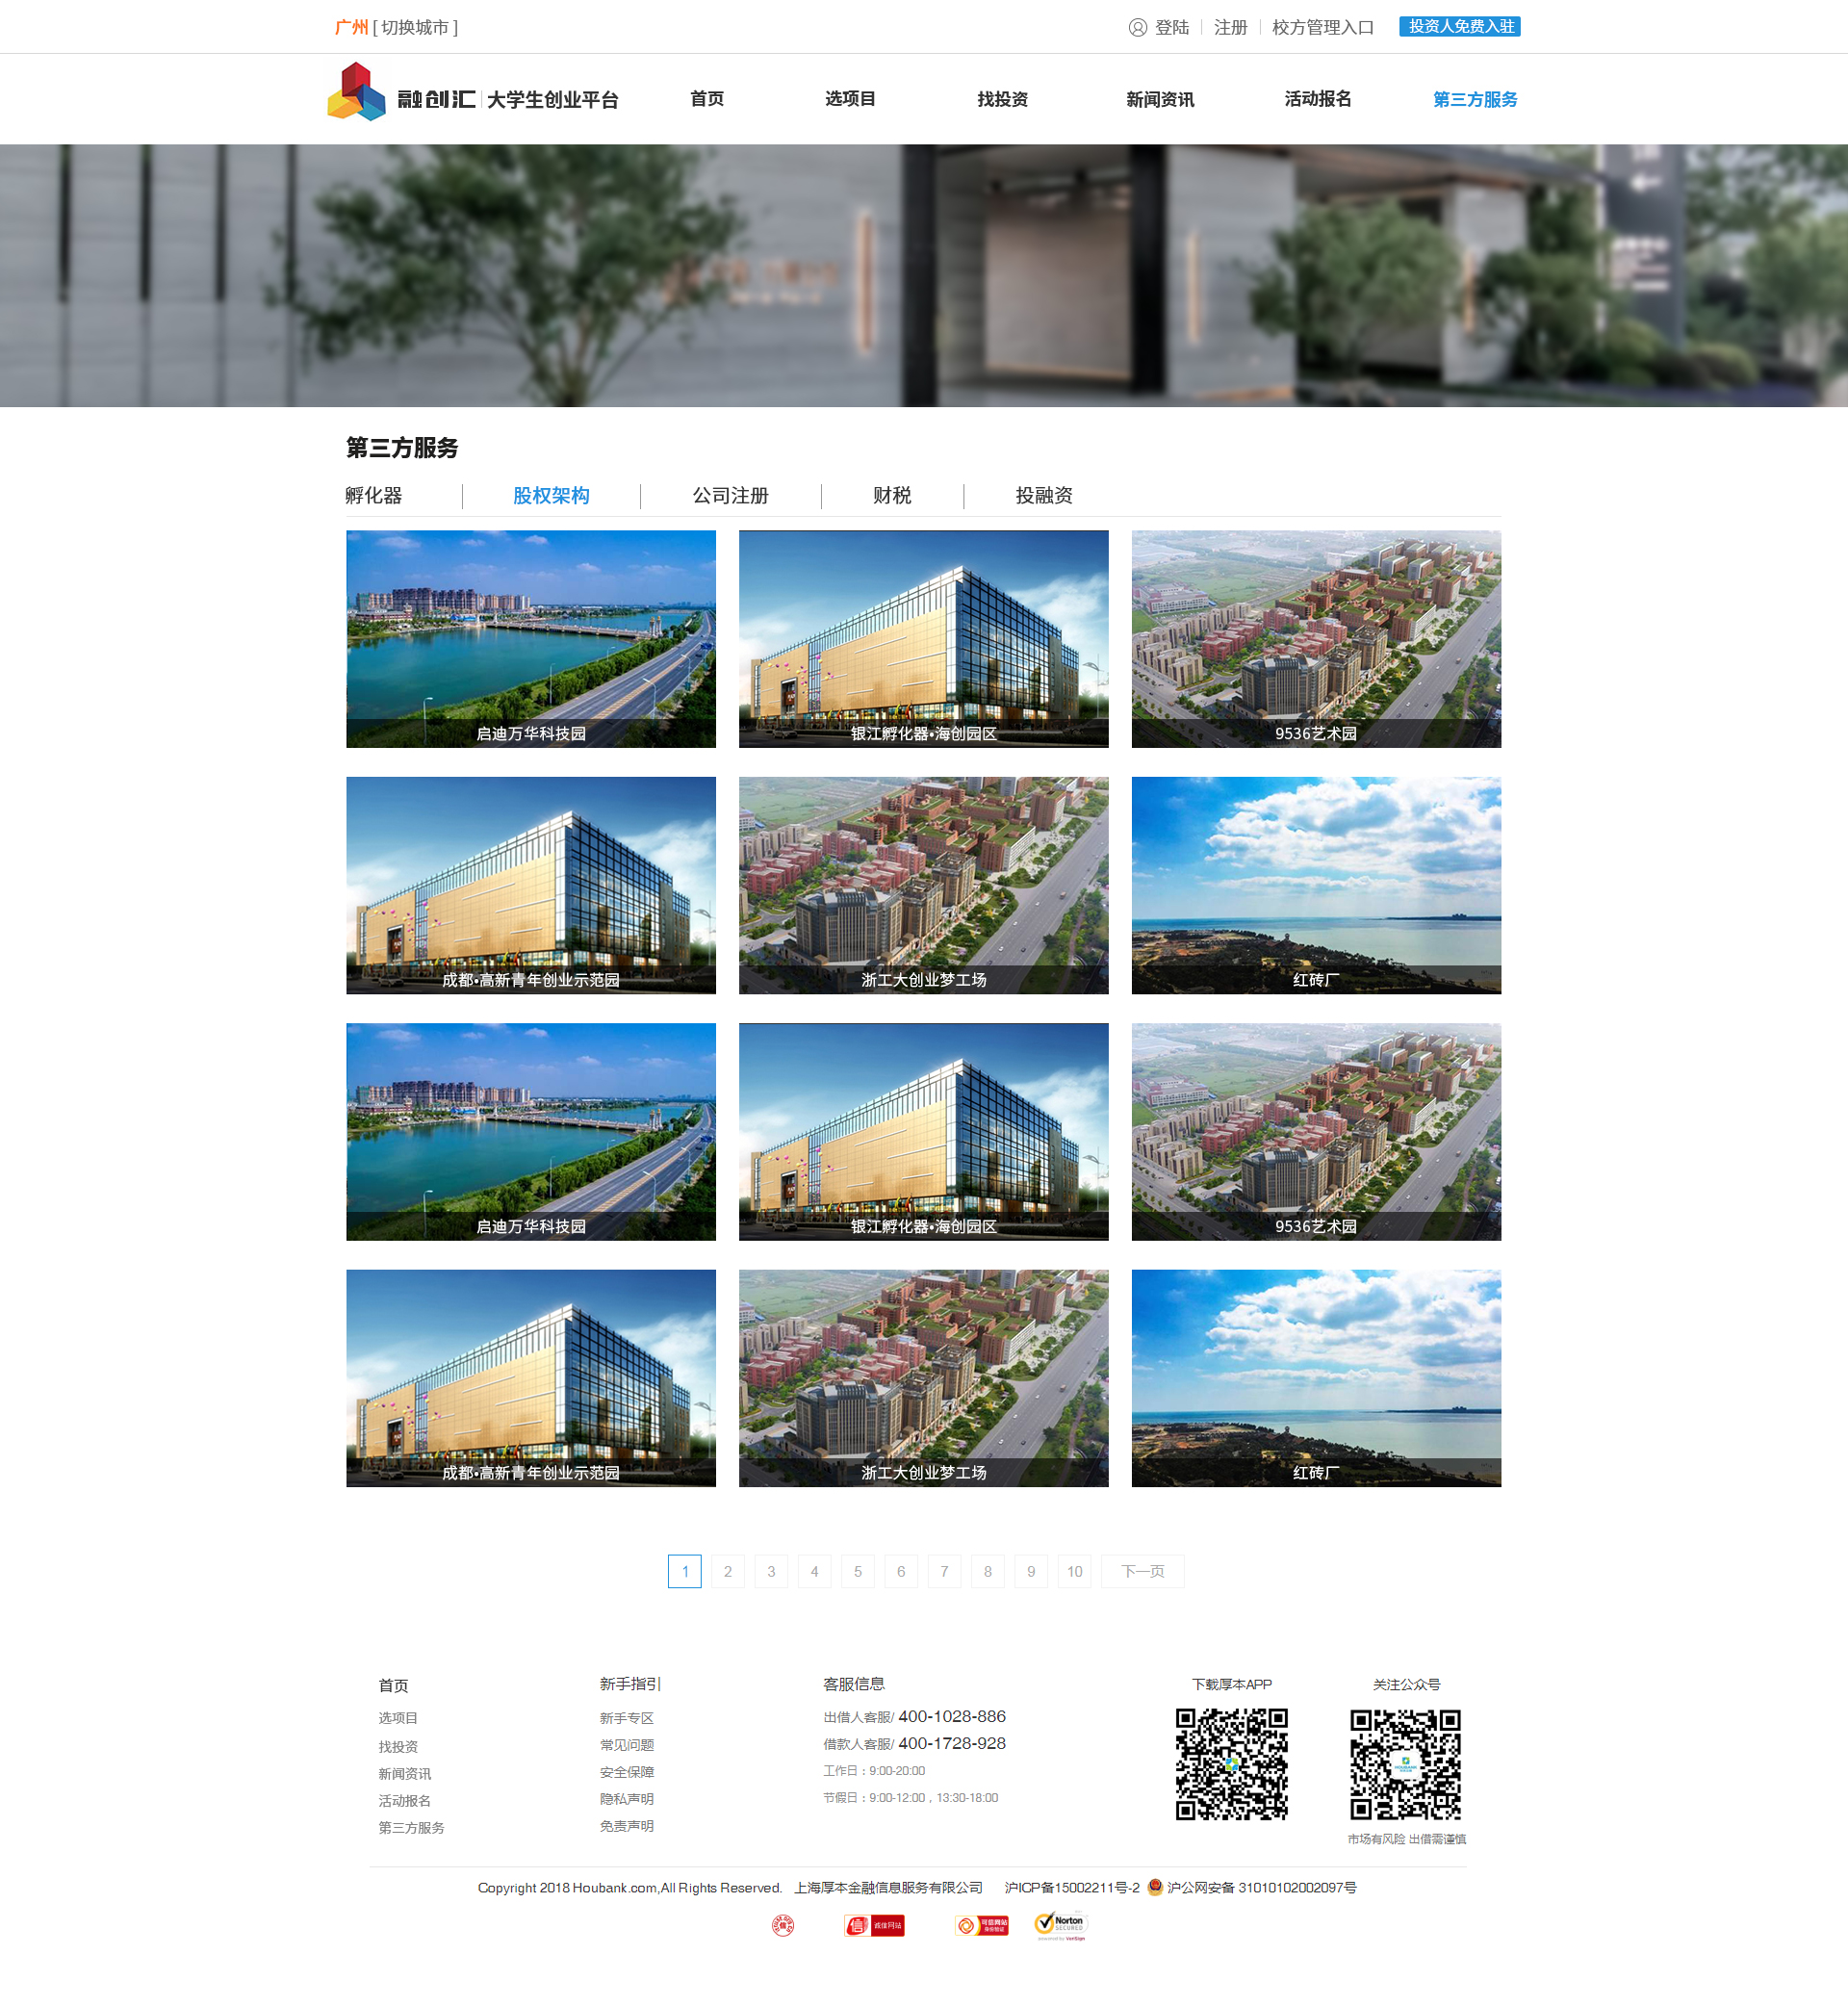 广州 [ 切换城市 ]
登陆 注册 校方管理入口 投资人免费入驻
融创汇 大学生创业平台 首页 选项目 找投资 新闻资讯 活动报名 第三方服务
第三方服务
孵化器 股权架构 公司注册 财税 投融资
启迪万华科技园 银江孵化器•海创园区 9536艺术园
成都•高新青年创业示范园 浙工大创业梦工场 红砖厂
启迪万华科技园 银江孵化器•海创园区 9536艺术园
成都•高新青年创业示范园 浙工大创业梦工场 红砖厂
1 2 3 4 5 6 7 8 9 10 下一页
首页 新手指引 客服信息 下载厚本APP 关注公众号
选项目 新手专区 出借人客服/ 400-1028-886
找投资 常见问题 借款人客服/ 400-1728-928
新闻资讯 安全保障 工作日：9:00-20:00
活动报名 隐私声明 节假日：9:00-12:00，13:30-18:00
第三方服务 免责声明
HOUBANK
市场有风险 出借需谨慎
Copyright 2018 Houbank.com,All Rights Reserved. 上海厚本金融信息服务有限公司 沪ICP备15002211号-2 沪公网安备 31010102002097号
信 诚信网站 可信网站 身份验证 Norton SECURED powered by VeriSign